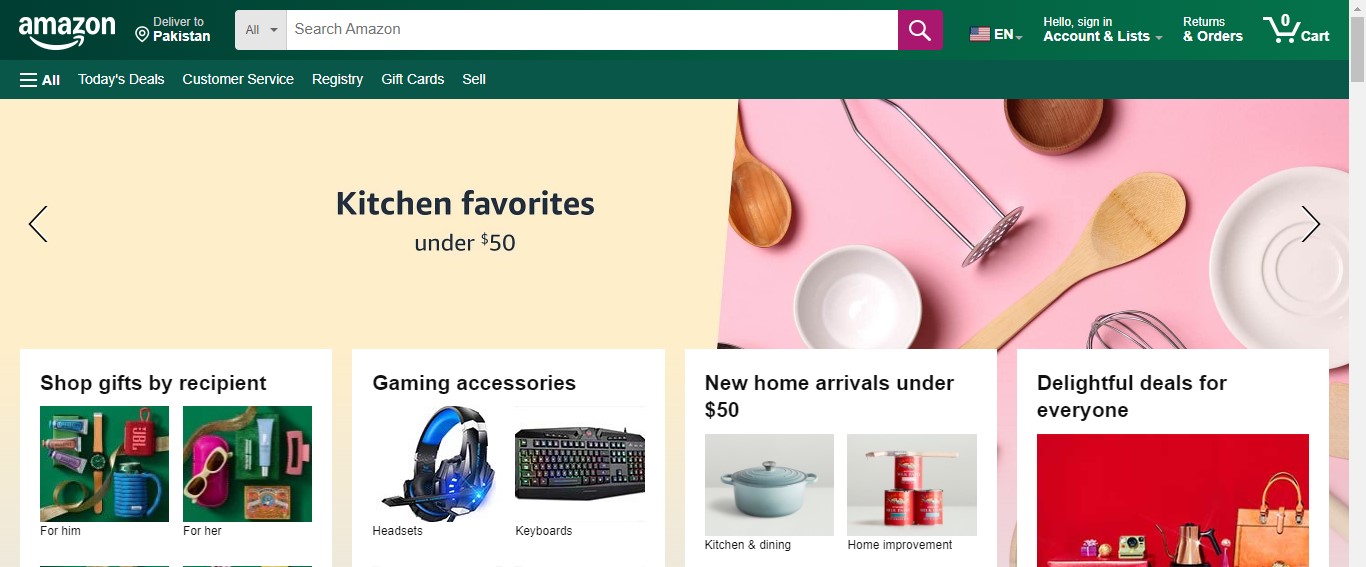 amazon
Deliver to
Pakistan
All
Search Amazon
EN
Hello, sign in
Account & Lists
Returns
& Orders
0
Cart
All
Today's Deals
Customer Service
Registry
Gift Cards
Sell
Kitchen favorites
under $50
Shop gifts by recipient
JBL
For him
For her
Gaming accessories
Headsets
Keyboards
New home arrivals under
$50
Kitchen & dining
Home improvement
Delightful deals for
everyone